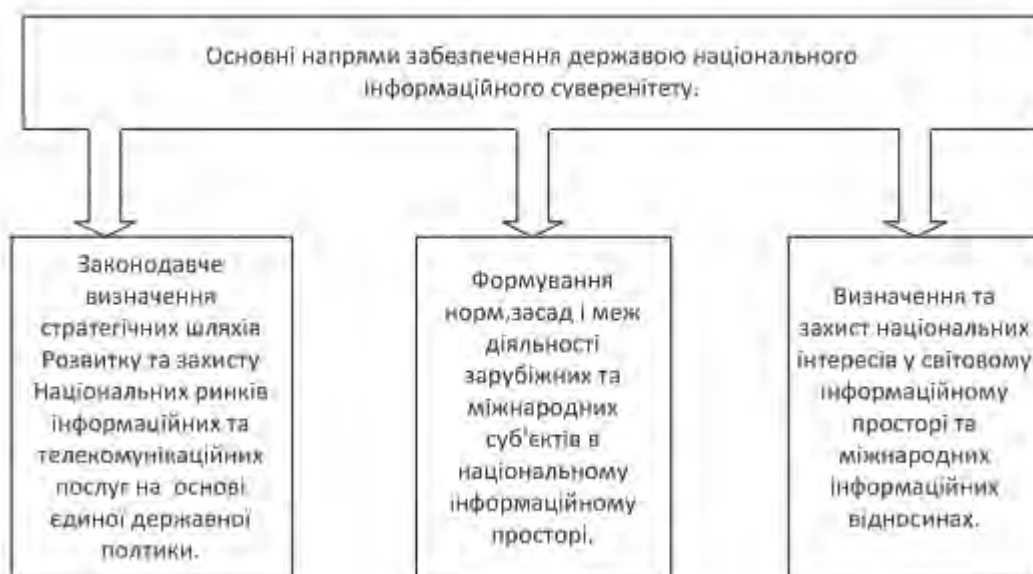 Основні напрями забезпечення державою національного
інформаційного суверенітету.
Законодавче
визначення
стратегічних шляхів
Розвитку та захисту
Національних ринків
інформаційних та
телекомунікаційних
послуг на основі
єдиної державної
полтики.
Формування
норм,засад і меж
діяльності
зарубіжних та
міжнародних
суб'єктів в
національному
інформаційному
просторі.
Визначення та
захист національних
інтересів у світовому
інформаційному
просторі та
міжнародних
інформаційних
відносинах.